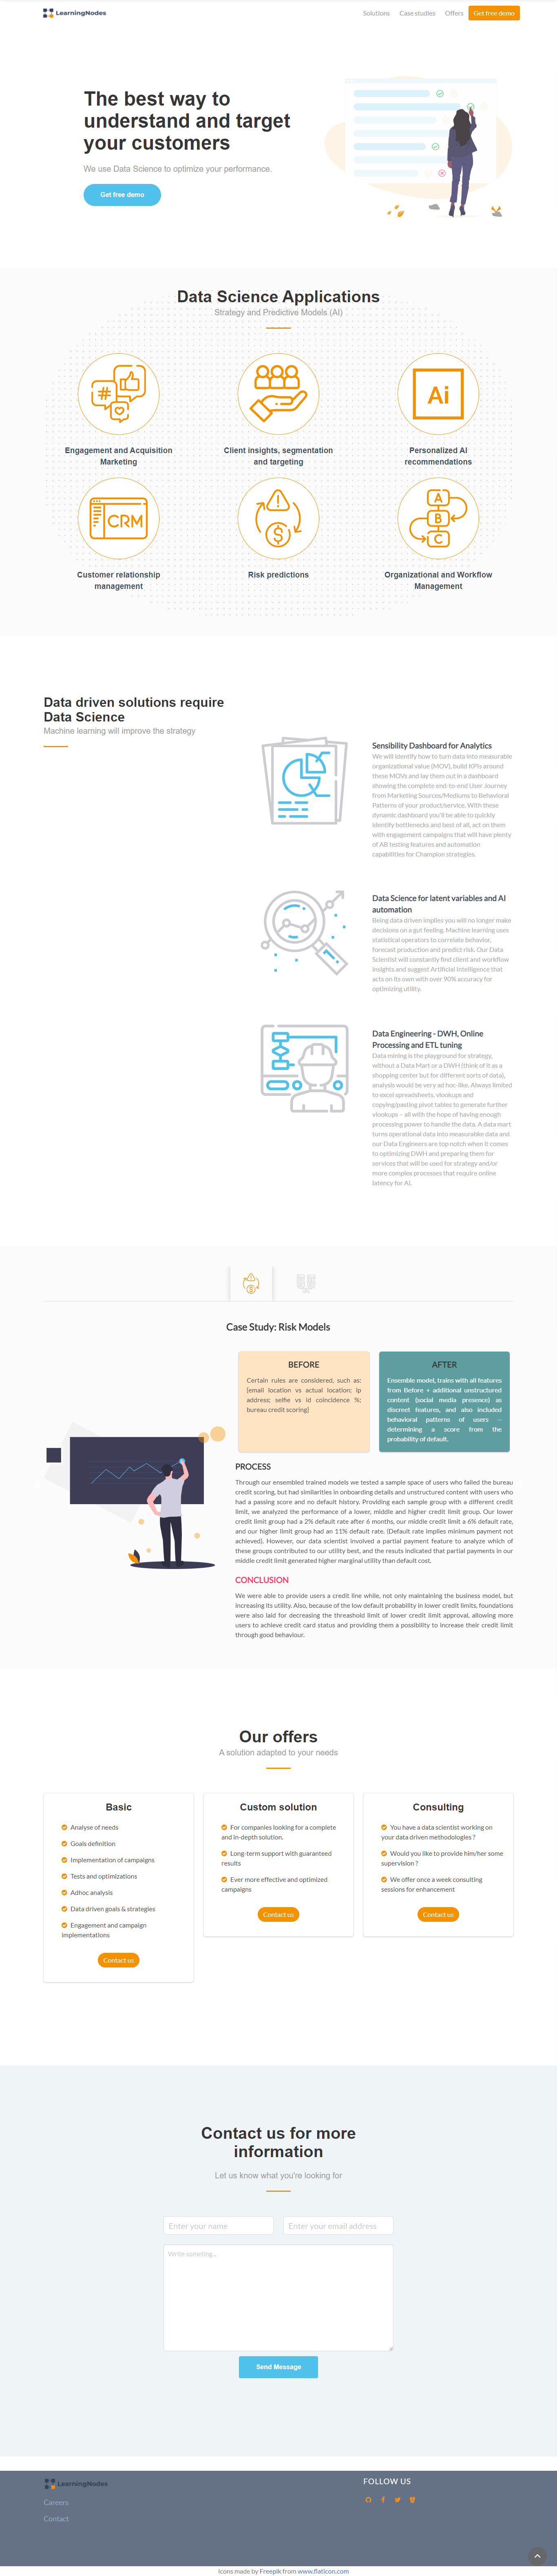 LearningNodes
Solutions
Case studies
Offers
Get free demo
The best way to
understand and target
your customers
We use Data Science to optimize your performance.
Get free demo
Data Science Applications
Strategy and Predictive Models (AI)
#
Ai
Engagement and Acquisition
Marketing
Client insights, segmentation
and targeting
Personalized AI
recommendations
CRM
$
A
B
C
Customer relationship
management
Risk predictions
Organizational and Workflow
Management
Data driven solutions require
Data Science
Machine learning will improve the strategy
Sensibility Dashboard for Analytics
We will identify how to turn data into measurable
organizational value (MOV), build KPIs around
these MOVs and lay them out in a dashboard
showing the complete end-to-end User Journey
from Marketing Sources/Mediums to Behavioral
Patterns of your product/service. With these
dynamic dashboard you'll be able to quickly
identify bottlenecks and best of all, act on them
with engagement campaigns that will have plenty
of AB testing features and automation
capabilities for Champion strategies.
Data Science for latent variables and AI
automation
Being data driven implies you will no longer make
decisions on a gut feeling. Machine learning uses
statistical operators to correlate behavior,
forecast production and predict risk. Our Data
Scientist will constantly find client and workflow
insights and suggest Artificial Intelligence that
acts on its own with over 90% accuracy for
optimizing utility.
Data Engineering - DWH, Online
Processing and ETL tuning
Data mining is the playground for strategy,
without a Data Mart or a DWH (think of it as a
shopping center but for different sorts of data),
analysis would be very ad hoc-like. Always limited
to excel spreadsheets, vlookups and
copying/pasting pivot tables to generate further
vlookups – all with the hope of having enough
processing power to handle the data. A data mart
turns operational data into measurable data and
our Data Engineers are top notch when it comes
to optimizing DWH and preparing them for
services that will be used for strategy and/or
more complex processes that require online
latency for AI.
Case Study: Risk Models
BEFORE
Certain rules are considered, such as:
[email location vs actual location; ip
address; selfie vs id coincidence %;
bureau credit scoring]
AFTER
Ensemble model, trains with all features
from Before + additional unstructured
content (social media presence) as
discreet features, and also included
behavioral patterns of users --
determining a score from the
probability of default.
PROCESS
Through our ensembled trained models we tested a sample space of users who failed the bureau
credit scoring, but had similarities in onboarding details and unstructured content with users who
had a passing score and no default history. Providing each sample group with a different credit
limit, we analyzed the performance of a lower, middle and higher credit limit group. Our lower
credit limit group had a 2% default rate after 6 months, our middle credit limit a 6% default rate,
and our higher limit group had an 11% default rate. (Default rate implies minimum payment not
achieved). However, our data scientist involved a partial payment feature to analyze which of
these groups contributed to our utility best, and the results indicated that partial payments in our
middle credit limit generated higher marginal utility than default cost.
CONCLUSION
We were able to provide users a credit line while, not only maintaining the business model, but
increasing its utility. Also, because of the low default probability in lower credit limits, foundations
were also laid for decreasing the threashold limit of lower credit limit approval, allowing more
users to achieve credit card status and providing them a possibility to increase their credit limit
through good behaviour.
Our offers
A solution adapted to your needs
Basic
Analyse of needs
Goals definition
Implementation of campaigns
Tests and optimizations
Adhoc analysis
Data driven goals & strategies
Engagement and campaign
implementations
Contact us
Custom solution
For companies looking for a complete
and in-depth solution.
Long-term support with guaranteed
results
Ever more effective and optimized
campaigns
Contact us
Consulting
You have a data scientist working on
your data driven methodologies ?
Would you like to provide him/her some
supervision ?
We offer once a week consulting
sessions for enhancement
Contact us
Contact us for more
information
Let us know what you're looking for
Enter your name
Enter your email address
Write someting...
Send Message
LearningNodes
Careers
Contact
FOLLOW US
Icons made by Freepik from www.flaticon.com